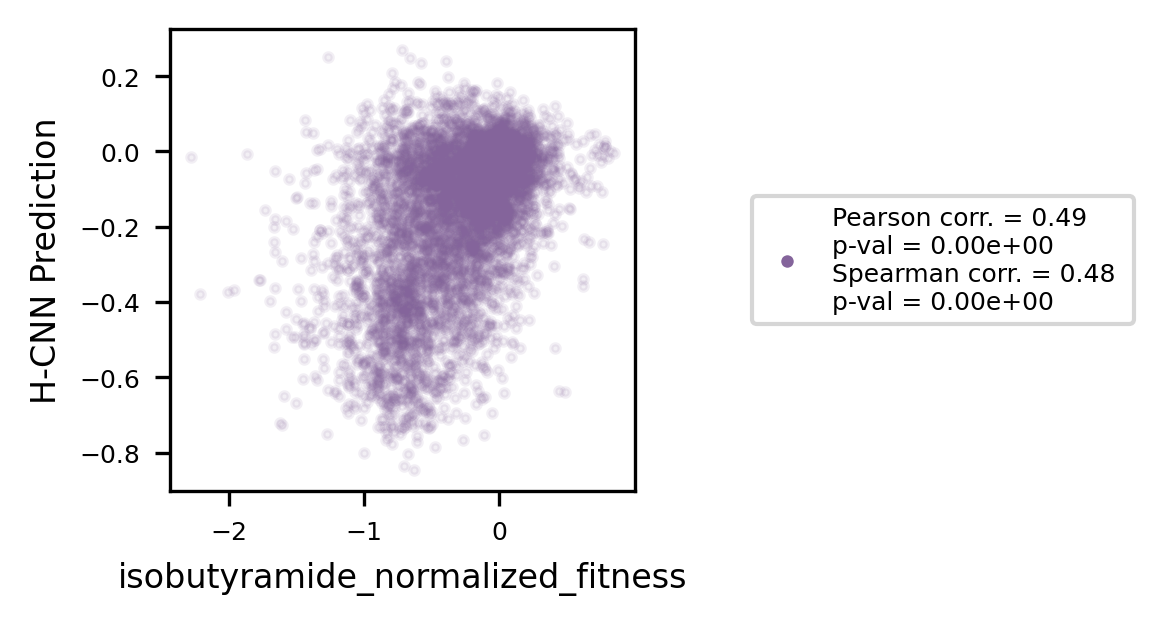 0.2
0.0
−0.2
−0.4
−0.6
−0.8
H-CNN Prediction
−2
−1
0
isobutyramide_normalized_fitness
Pearson corr. = 0.49
p-val = 0.00e+00
Spearman corr. = 0.48
p-val = 0.00e+00